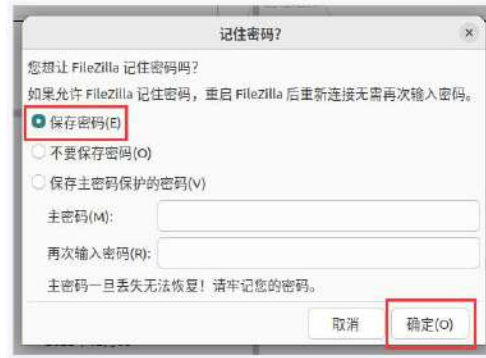 记住密码?
您想让 FileZilla 记住密码吗?
如果允许 FileZilla 记住密码，重启 FileZilla 后重新连接无需再次输入密码。
保存密码(E)
不要保存密码(O)
保存主密码保护的密码(V)
主密码(M):
再次输入密码(R):
主密码一旦丢失无法恢复！请牢记您的密码。
取消
确定(O)